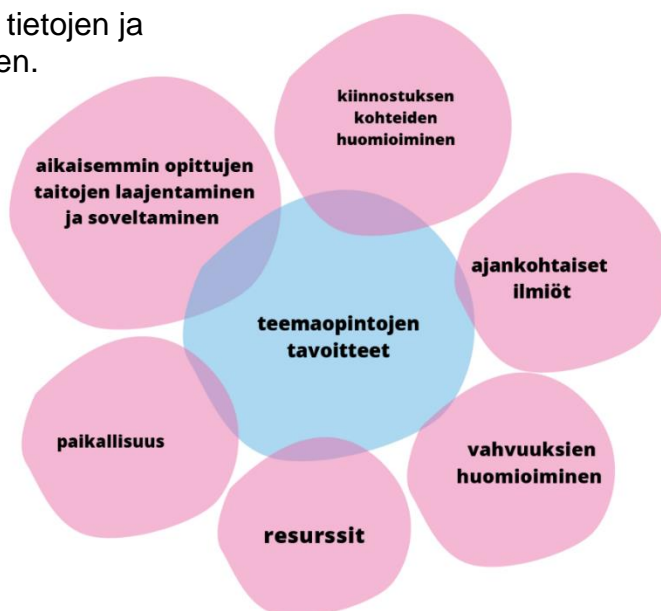 tietojen ja
en.
kiinnostuksen
kohteiden
huomioiminen
aikaisemmin opittujen
taitojen laajentaminen
ja soveltaminen
ajankohtaiset
ilmiöt
teemaopintojen
tavoitteet
paikallisuus
vahvuuksien
huomioiminen
resurssit